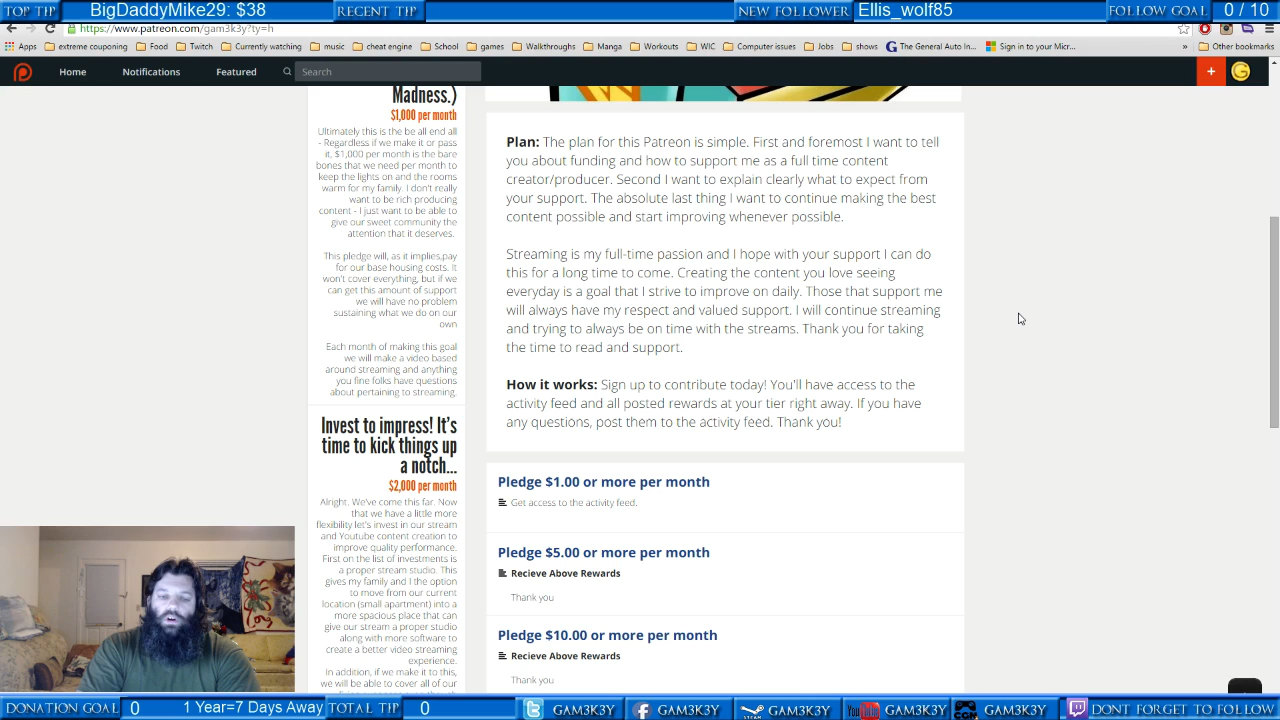 TOP TIP BigDaddyMike29: $38 RECENT TIP NEW FOLLOWER Ellis_wolf85 FOLLOW GOAL 0 / 10
https://www.patreon.com/gam3k3y?ty=h
Apps extreme couponing Food Twitch Currently watching music cheat engine School games Walkthroughs Manga Workouts WIC Computer issues Jobs shows The General Auto In... Sign in to your Micr... » Other bookmarks
Home Notifications Featured Search + G
Madness.)
$1,000 per month
Ultimately this is the be all end all
- Regardless if we make it or pass
it, $1,000 per month is the bare
bones that we need per month to
keep the lights on and the rooms
warm for my family. I don't really
want to be rich producing
content - I just want to be able to
give our sweet community the
attention that it deserves.
This pledge will, as it implies,pay
for our base housing costs. It
won't cover everything, but if we
can get this amount of support
we will have no problem
sustaining what we do on our
own
Each month of making this goal
we will make a video based
around streaming and anything
you fine folks have questions
about pertaining to streaming.
Invest to impress! It's
time to kick things up
a notch...
$2,000 per month
Alright. We've come this far. Now
that we have a little more
flexibility let's invest in our stream
and Youtube content creation to
improve quality performance.
First on the list of investments is
a proper stream studio. This
gives my family and I the option
to move from our current
location (small apartment) into a
more spacious place that can
give our stream a proper studio
along with more software to
create a better video streaming
experience.
In addition, if we make it to this,
we will be able to cover all of our
Plan: The plan for this Patreon is simple. First and foremost I want to tell
you about funding and how to support me as a full time content
creator/producer. Second I want to explain clearly what to expect from
your support. The absolute last thing I want to continue making the best
content possible and start improving whenever possible.
Streaming is my full-time passion and I hope with your support I can do
this for a long time to come. Creating the content you love seeing
everyday is a goal that I strive to improve on daily. Those that support me
will always have my respect and valued support. I will continue streaming
and trying to always be on time with the streams. Thank you for taking
the time to read and support.
How it works: Sign up to contribute today! You'll have access to the
activity feed and all posted rewards at your tier right away. If you have
any questions, post them to the activity feed. Thank you!
Pledge $1.00 or more per month
Get access to the activity feed.
Pledge $5.00 or more per month
Recieve Above Rewards
Thank you
Pledge $10.00 or more per month
Recieve Above Rewards
Thank you
DONATION GOAL 0 1 Year=7 Days Away TOTAL TIP 0 GAM3K3Y GAM3K3Y GAM3K3Y GAM3K3Y GAM3K3Y DONT FORGET TO FOLLOW